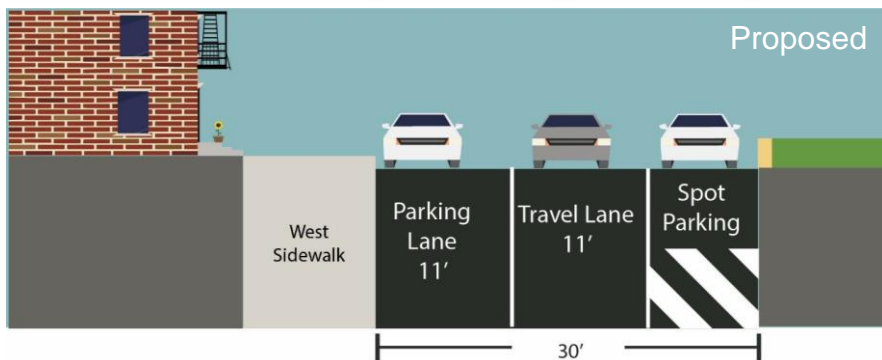 Proposed
West
Sidewalk
Parking
Lane
11’
Travel Lane
11’
Spot
Parking
30’